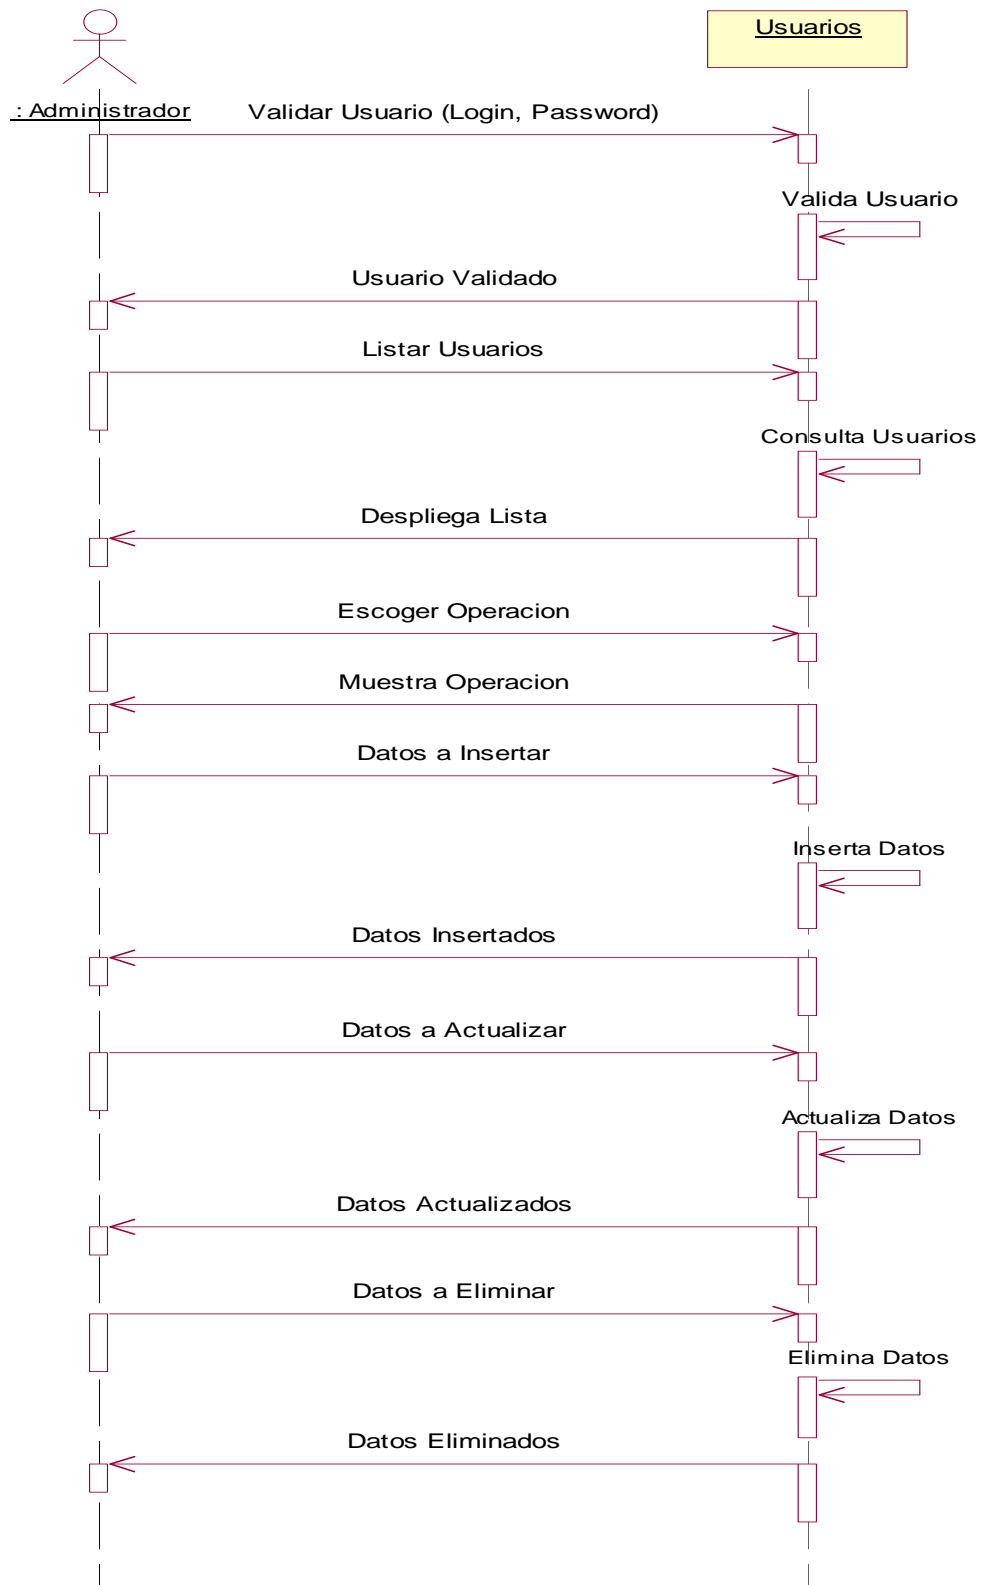 Usuarios
: Administrador
Validar Usuario (Login, Password)
Valida Usuario
Usuario Validado
Listar Usuarios
Consulta Usuarios
Despliega Lista
Escoger Operacion
Muestra Operacion
Datos a Insertar
Inserta Datos
Datos Insertados
Datos a Actualizar
Actualiza Datos
Datos Actualizados
Datos a Eliminar
Elimina Datos
Datos Eliminados